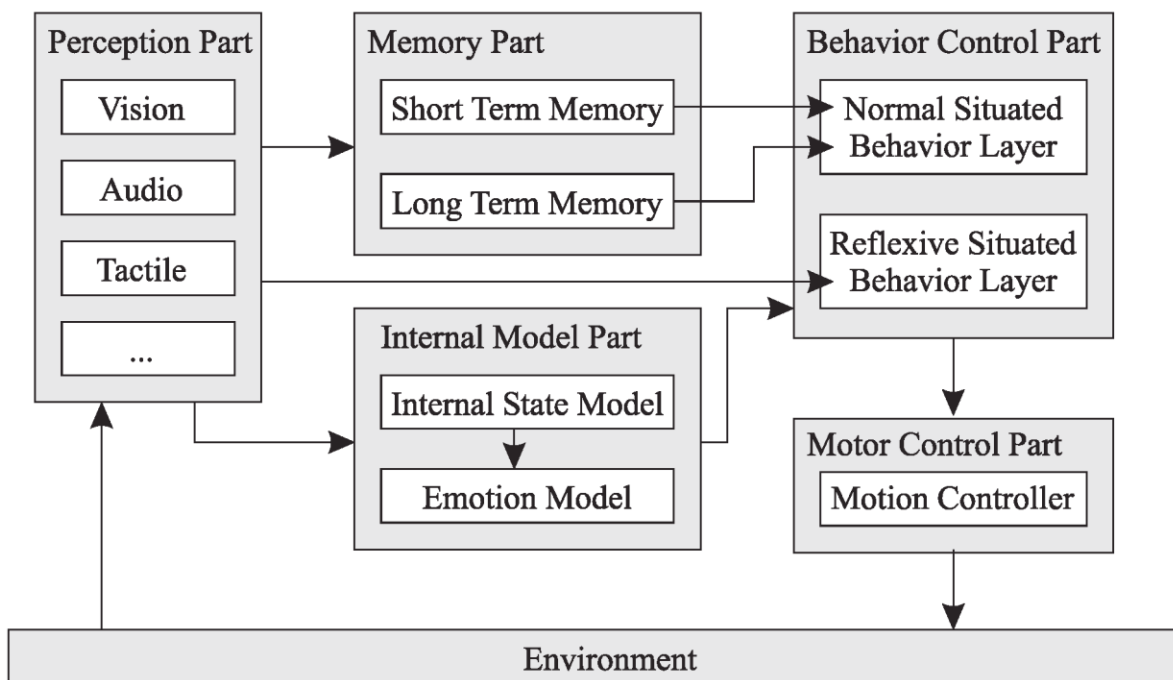 Perception Part
Vision
Audio
Tactile
...
Memory Part
Short Term Memory
Long Term Memory
Internal Model Part
Internal State Model
Emotion Model
Behavior Control Part
Normal Situated
Behavior Layer
Reflexive Situated
Behavior Layer
Motor Control Part
Motion Controller
Environment